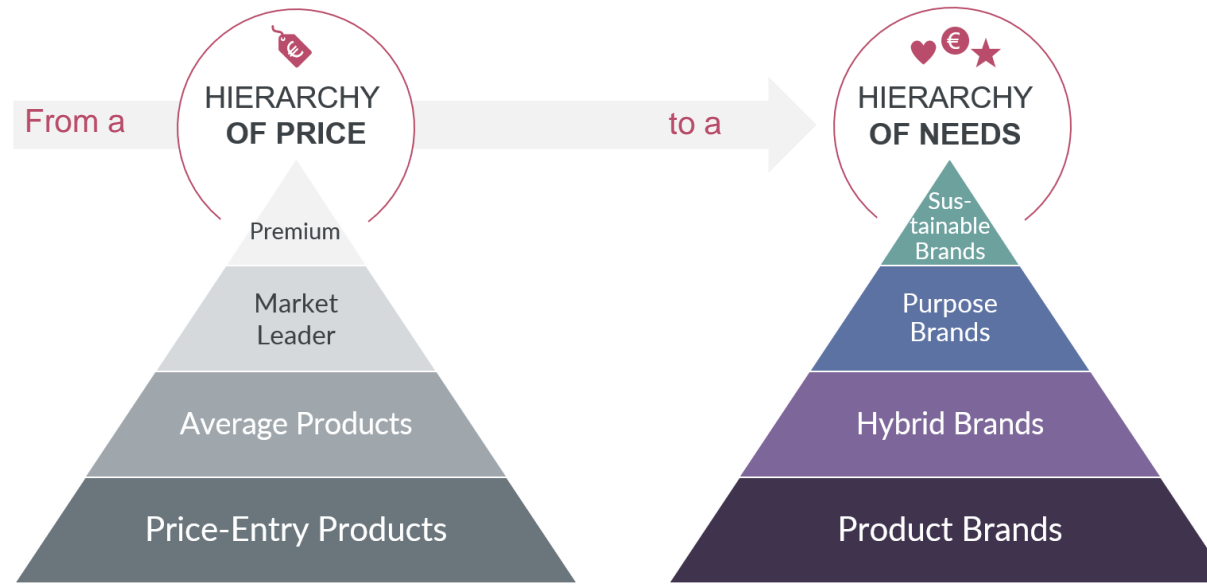 From a
€
HIERARCHY
OF PRICE
to a
€
HIERARCHY
OF NEEDS
Premium
Market
Leader
Average Products
Price-Entry Products
Sus-
tainable
Brands
Purpose
Brands
Hybrid Brands
Product Brands